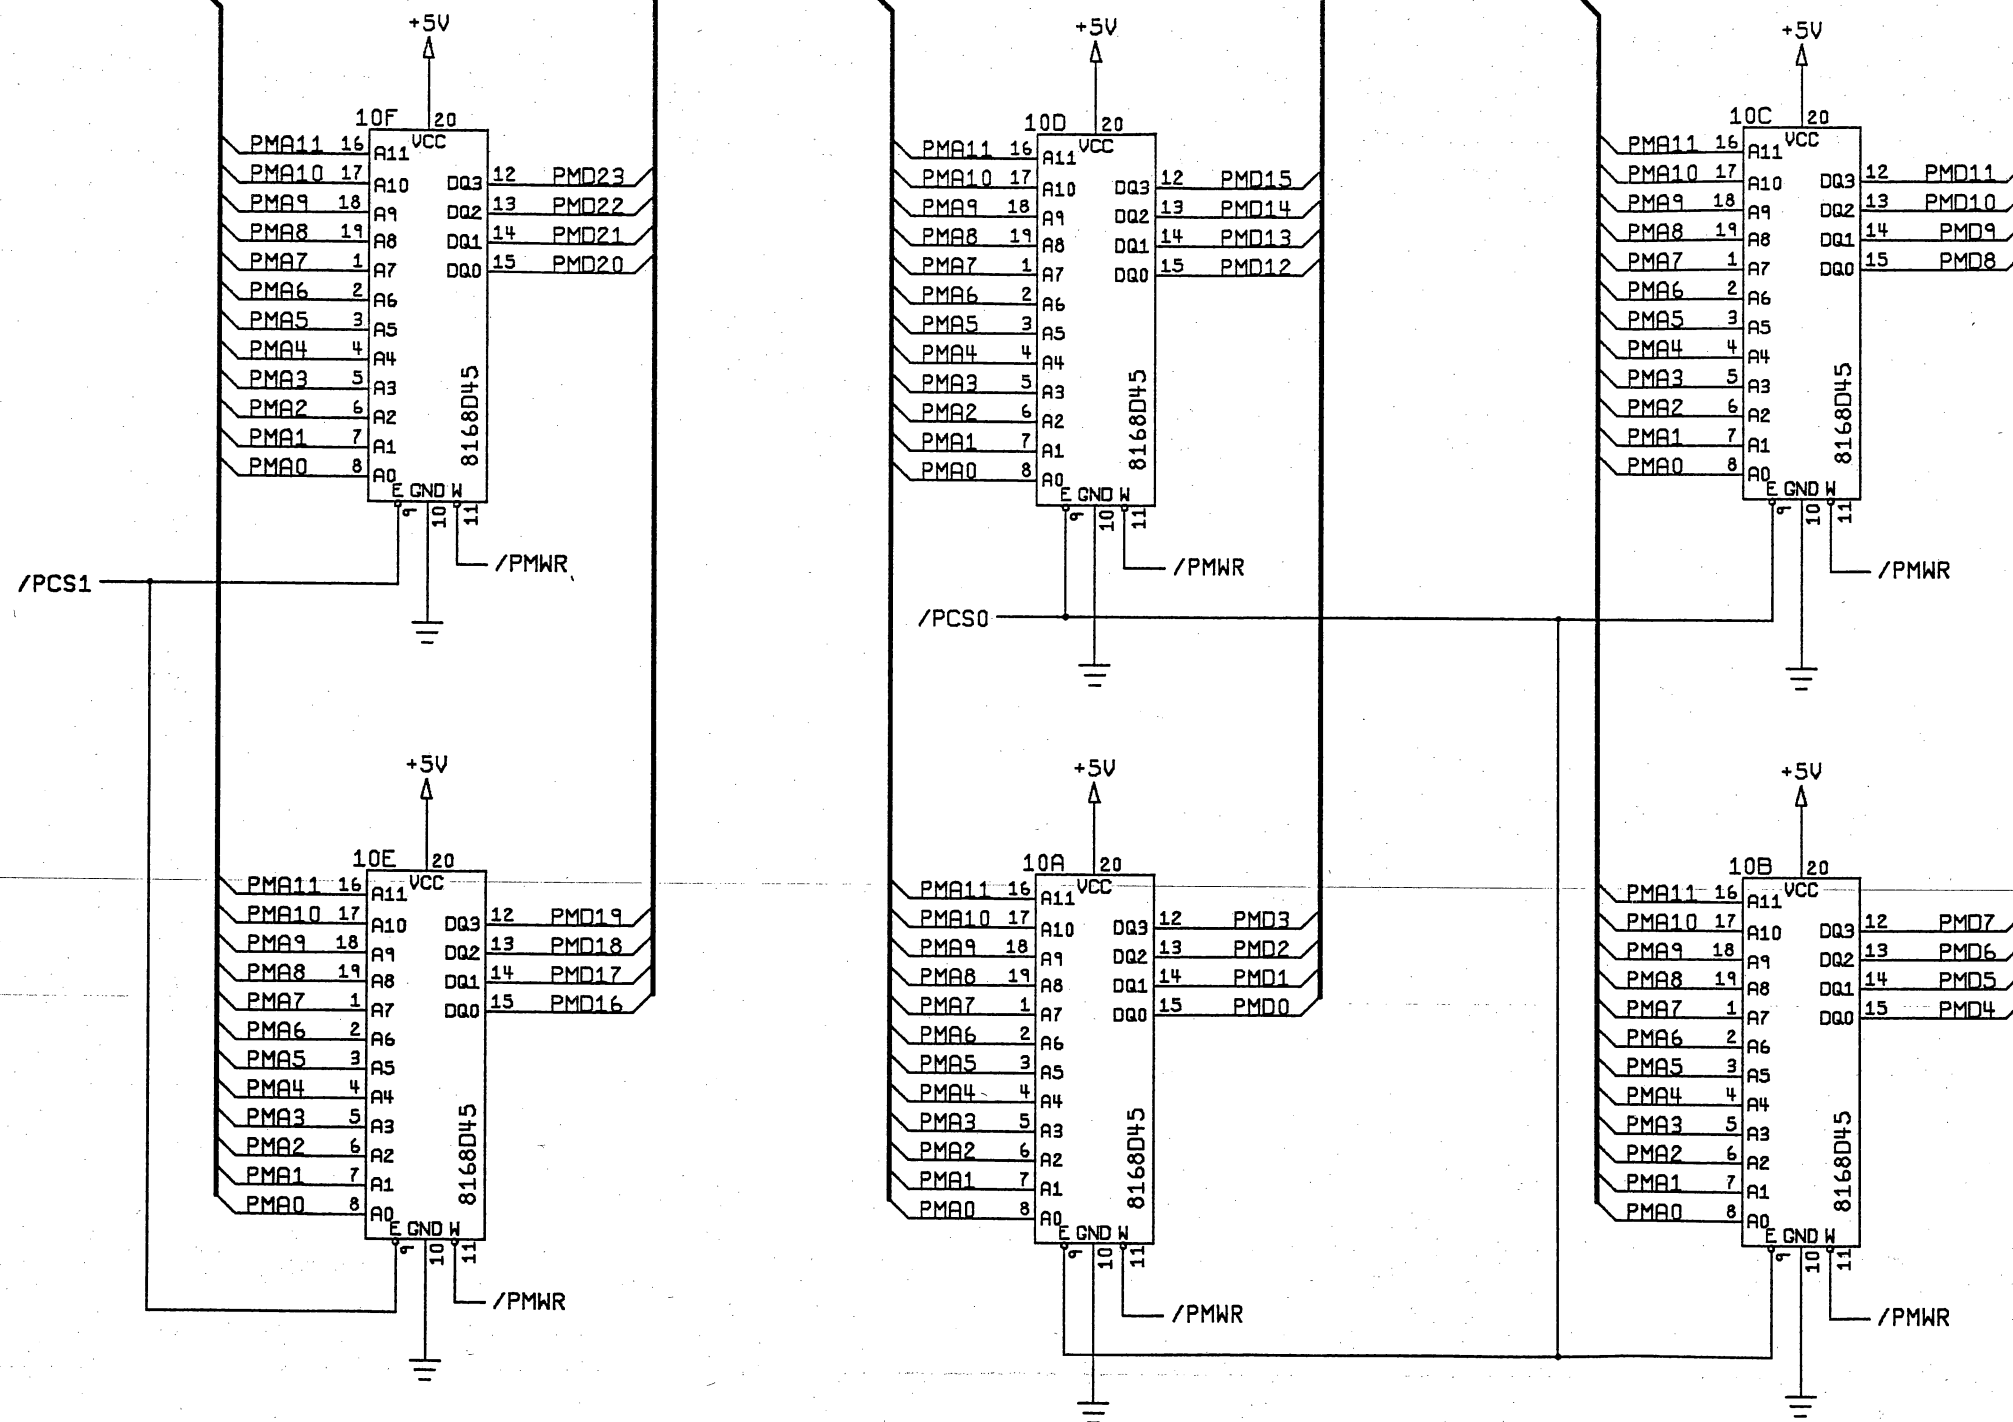 +5V
10F
20
VCC
PMA11 16 A11
PMA10 17 A10
PMA9 18 A9
PMA8 19 A8
PMA7 1 A7
PMA6 2 A6
PMA5 3 A5
PMA4 4 A4
PMA3 5 A3
PMA2 6 A2
PMA1 7 A1
PMA0 8 A0
DQ3 12 PMD23
DQ2 13 PMD22
DQ1 14 PMD21
DQ0 15 PMD20
8168D45
E GND W
9 10 11
/PMWR
/PCS1
+5V
10D
20
VCC
PMA11 16 A11
PMA10 17 A10
PMA9 18 A9
PMA8 19 A8
PMA7 1 A7
PMA6 2 A6
PMA5 3 A5
PMA4 4 A4
PMA3 5 A3
PMA2 6 A2
PMA1 7 A1
PMA0 8 A0
DQ3 12 PMD15
DQ2 13 PMD14
DQ1 14 PMD13
DQ0 15 PMD12
8168D45
E GND W
9 10 11
/PMWR
/PCS0
+5V
10C
20
VCC
PMA11 16 A11
PMA10 17 A10
PMA9 18 A9
PMA8 19 A8
PMA7 1 A7
PMA6 2 A6
PMA5 3 A5
PMA4 4 A4
PMA3 5 A3
PMA2 6 A2
PMA1 7 A1
PMA0 8 A0
DQ3 12 PMD11
DQ2 13 PMD10
DQ1 14 PMD9
DQ0 15 PMD8
8168D45
E GND W
9 10 11
/PMWR
+5V
10E
20
VCC
PMA11 16 A11
PMA10 17 A10
PMA9 18 A9
PMA8 19 A8
PMA7 1 A7
PMA6 2 A6
PMA5 3 A5
PMA4 4 A4
PMA3 5 A3
PMA2 6 A2
PMA1 7 A1
PMA0 8 A0
DQ3 12 PMD19
DQ2 13 PMD18
DQ1 14 PMD17
DQ0 15 PMD16
8168D45
E GND W
9 10 11
/PMWR
+5V
10A
20
VCC
PMA11 16 A11
PMA10 17 A10
PMA9 18 A9
PMA8 19 A8
PMA7 1 A7
PMA6 2 A6
PMA5 3 A5
PMA4 4 A4
PMA3 5 A3
PMA2 6 A2
PMA1 7 A1
PMA0 8 A0
DQ3 12 PMD3
DQ2 13 PMD2
DQ1 14 PMD1
DQ0 15 PMD0
8168D45
E GND W
9 10 11
/PMWR
+5V
10B
20
VCC
PMA11 16 A11
PMA10 17 A10
PMA9 18 A9
PMA8 19 A8
PMA7 1 A7
PMA6 2 A6
PMA5 3 A5
PMA4 4 A4
PMA3 5 A3
PMA2 6 A2
PMA1 7 A1
PMA0 8 A0
DQ3 12 PMD7
DQ2 13 PMD6
DQ1 14 PMD5
DQ0 15 PMD4
8168D45
E GND W
9 10 11
/PMWR